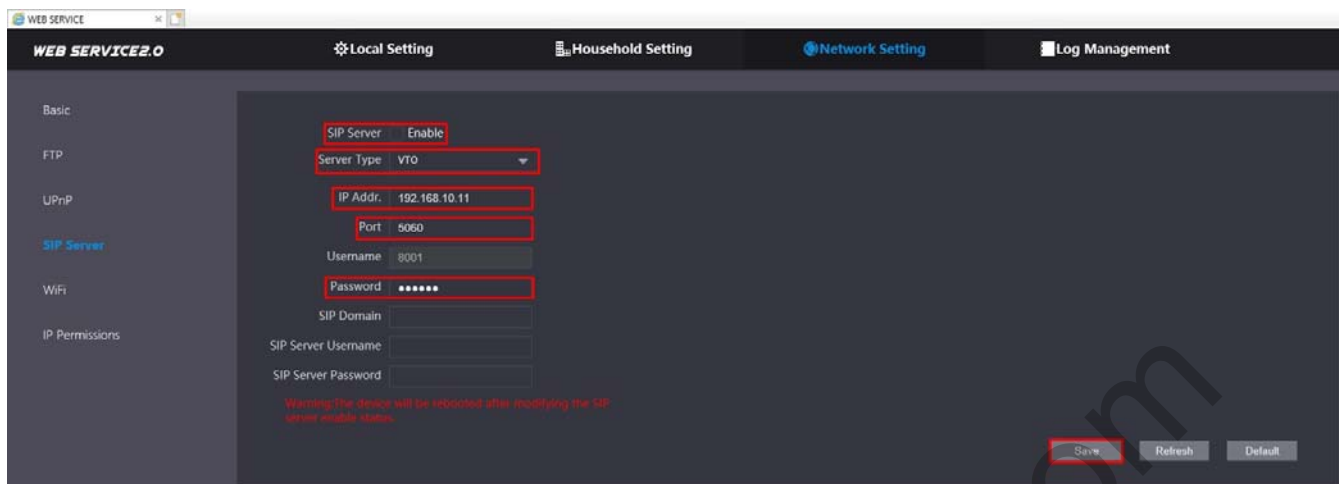 WEB SERVICE
WEB SERVICE2.0
Local Setting
Household Setting
Network Setting
Log Management
Basic
FTP
UPnP
SIP Server
WiFi
IP Permissions
SIP Server Enable
Server Type VTO
IP Addr. 192.168.10.11
Port 5060
Username 8001
Password ••••••
SIP Domain
SIP Server Username
SIP Server Password
Warning:The device will be rebooted after modifying the SIP
server enable status.
Save Refresh Default
om